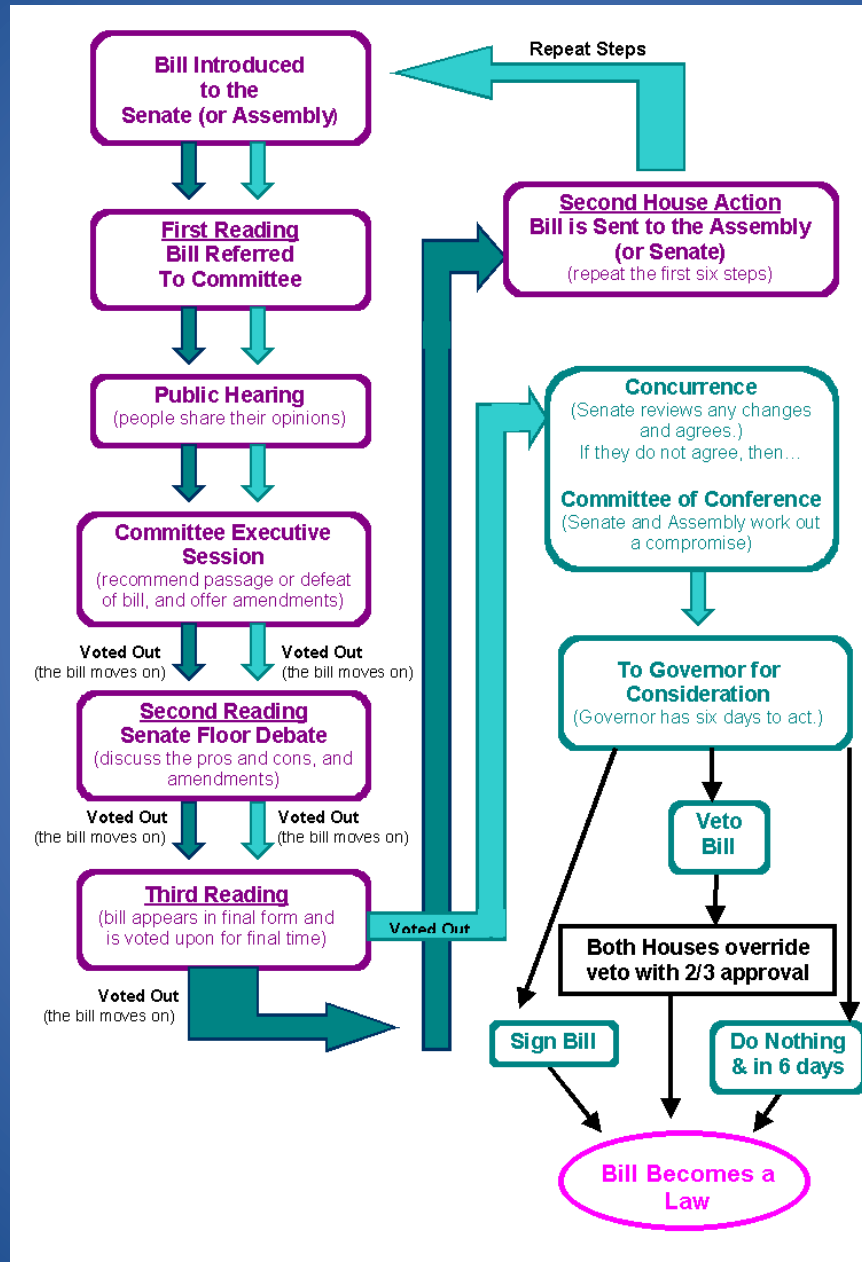 Repeat Steps
Bill Introduced
to the
Senate (or Assembly)
First Reading
Bill Referred
To Committee
Public Hearing
(people share their opinions)
Committee Executive
Session
(recommend passage or defeat
of bill, and offer amendments)
Voted Out
(the bill moves on)
Voted Out
(the bill moves on)
Second Reading
Senate Floor Debate
(discuss the pros and cons, and
amendments)
Voted Out
(the bill moves on)
Voted Out
(the bill moves on)
Third Reading
(bill appears in final form and
is voted upon for final time)
Voted Out
Voted Out
(the bill moves on)
Second House Action
Bill is Sent to the Assembly
(or Senate)
(repeat the first six steps)
Concurrence
(Senate reviews any changes
and agrees.)
If they do not agree, then…
Committee of Conference
(Senate and Assembly work out
a compromise)
To Governor for
Consideration
(Governor has six days to act.)
Veto
Bill
Both Houses override
veto with 2/3 approval
Sign Bill
Do Nothing
& in 6 days
Bill Becomes a
Law